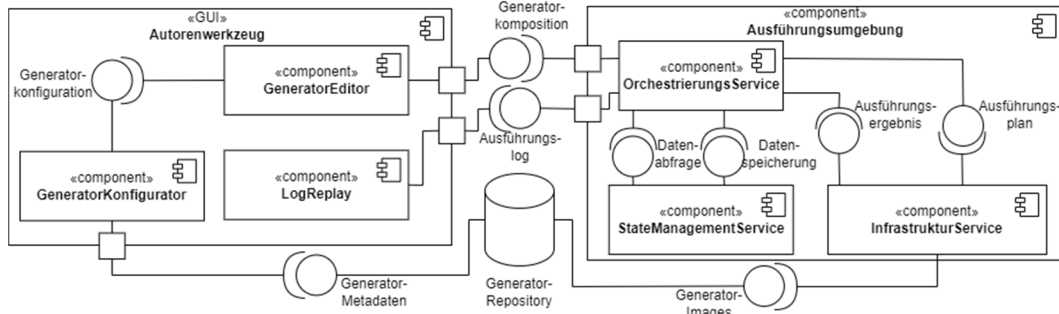 «GUI»
Autorenwerkzeug
Generator-
konfiguration
«component»
GeneratorEditor
«component»
GeneratorKonfigurator
«component»
LogReplay
Generator-
komposition
Ausführungs-
log
Generator-
Metadaten
Generator-
Repository
«component»
Ausführungsumgebung
«component»
OrchestrierungsService
Daten-
abfrage
Daten-
speicherung
Ausführungs-
ergebnis
Ausführungs-
plan
«component»
StateManagementService
«component»
InfrastrukturService
Generator-
Images